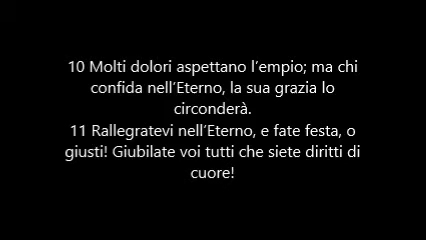 10 Molti dolori aspettano l’empio; ma chi
confida nell’Eterno, la sua grazia lo
circonderà.
11 Rallegratevi nell’Eterno, e fate festa, o
giusti! Giubilate voi tutti che siete diritti di
cuore!